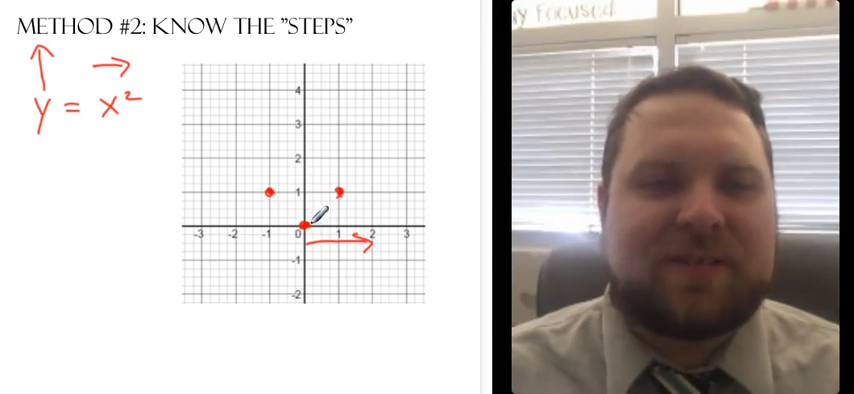 METHOD #2: KNOW THE "STEPS"
y = x²
4
3
2
1
-3 -2 -1 0 1 2 3
-1
-2
y Focused